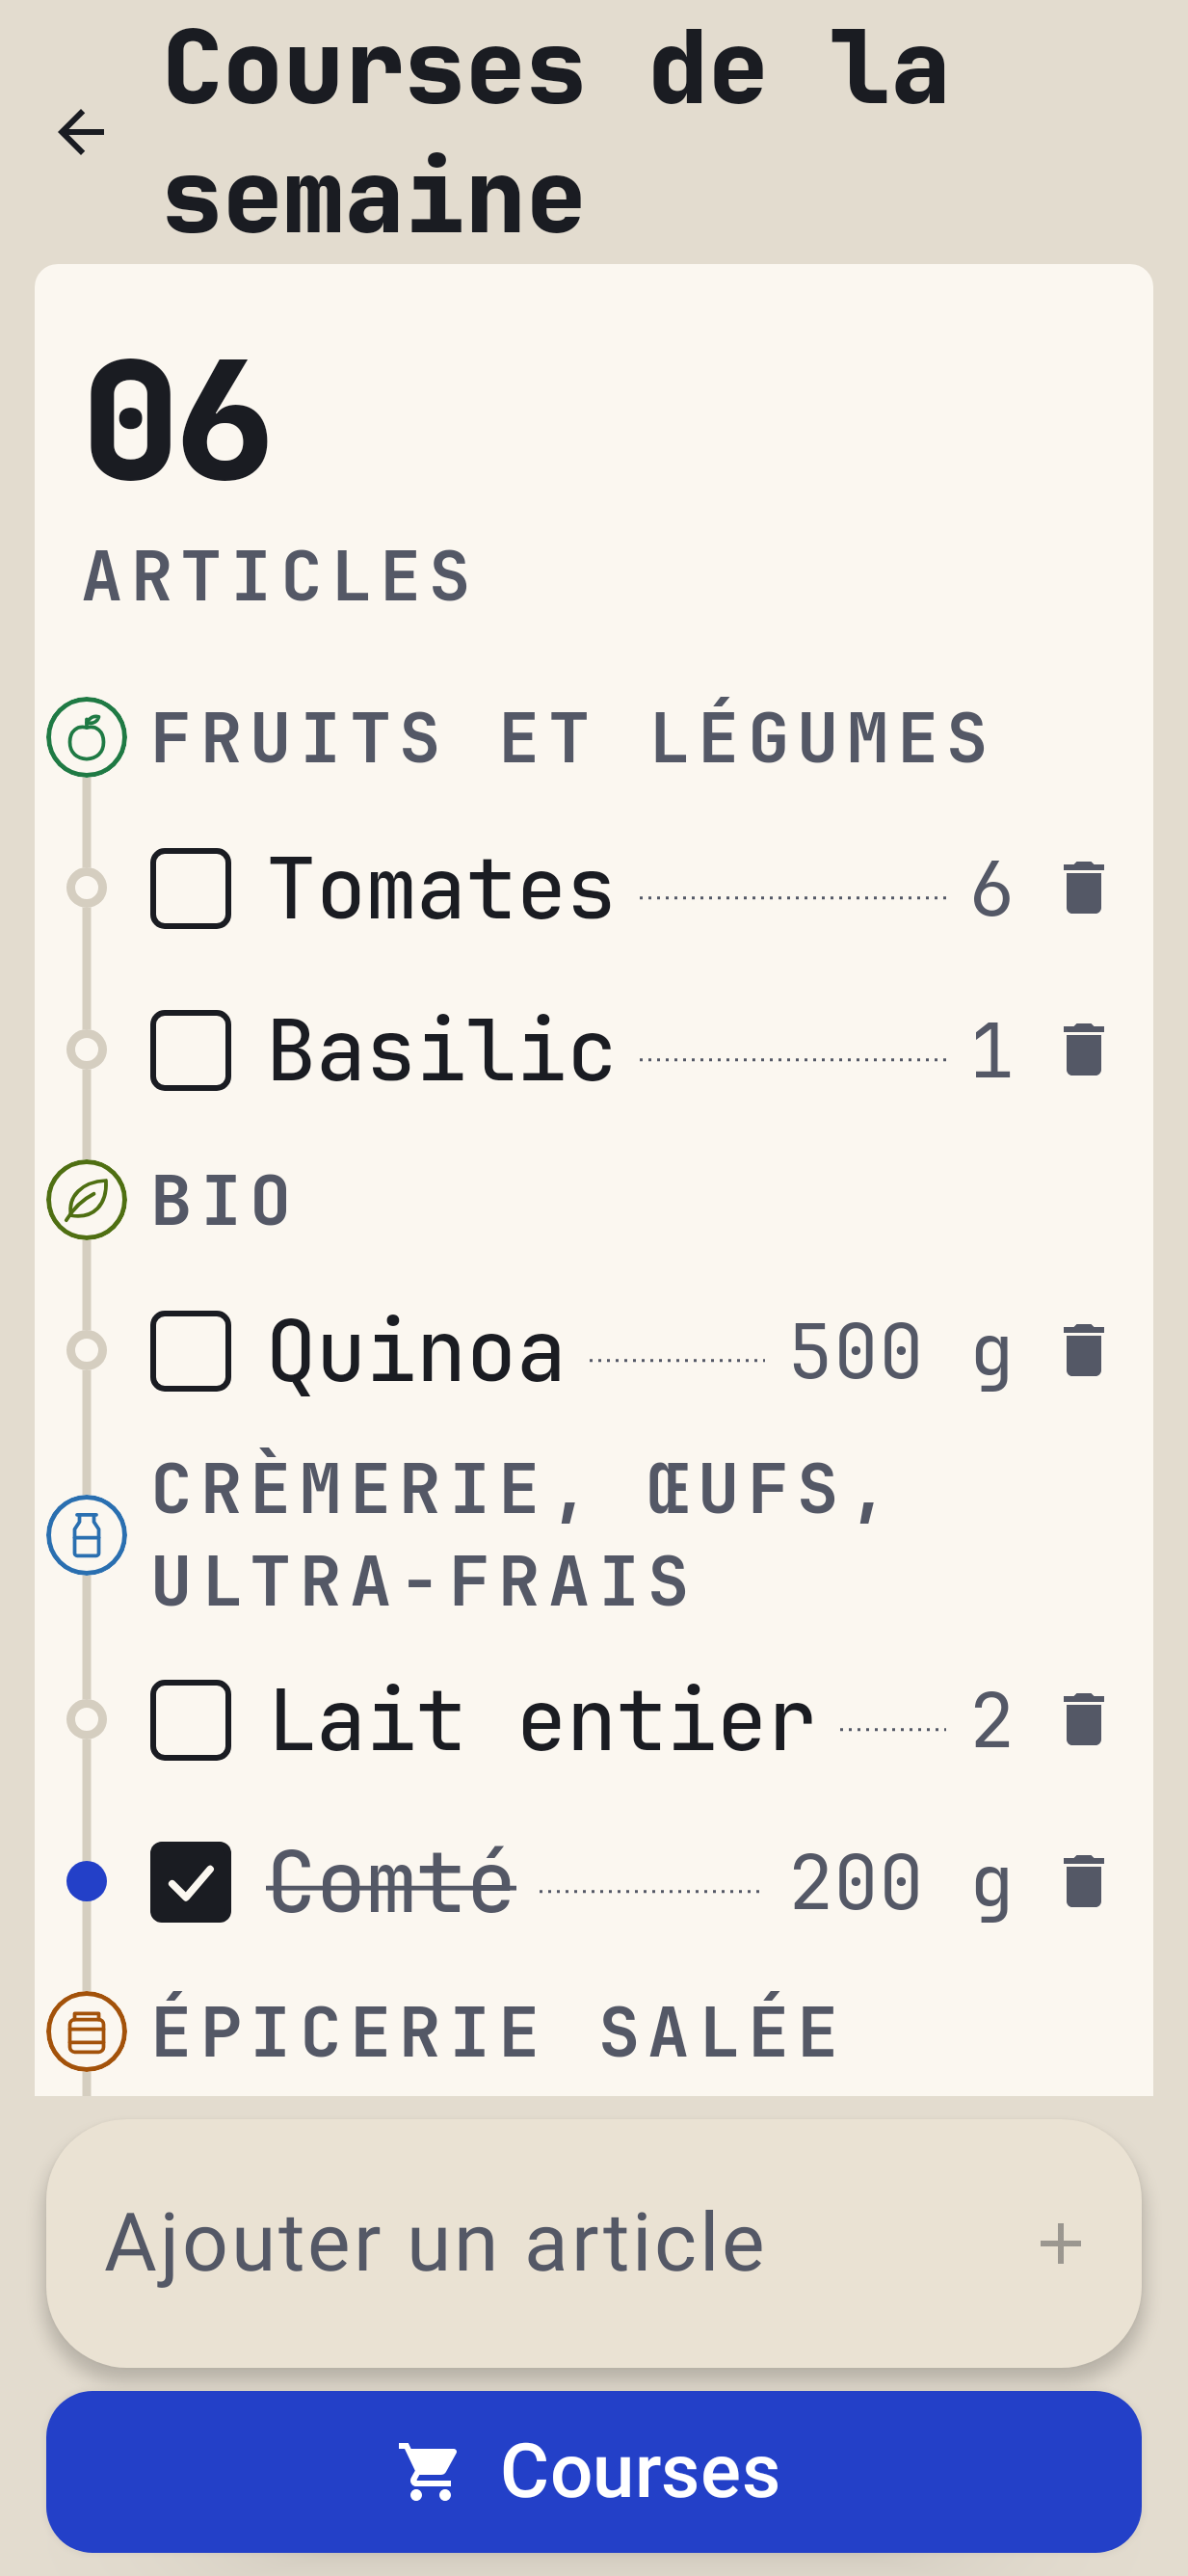 Courses de la
semaine
06
ARTICLES
FRUITS ET LÉGUMES
Tomates 6
Basilic 1
BIO
Quinoa 500 g
CRÈMERIE, ŒUFS,
ULTRA-FRAIS
Lait entier 2
Comté 200 g
ÉPICERIE SALÉE
Ajouter un article
Courses